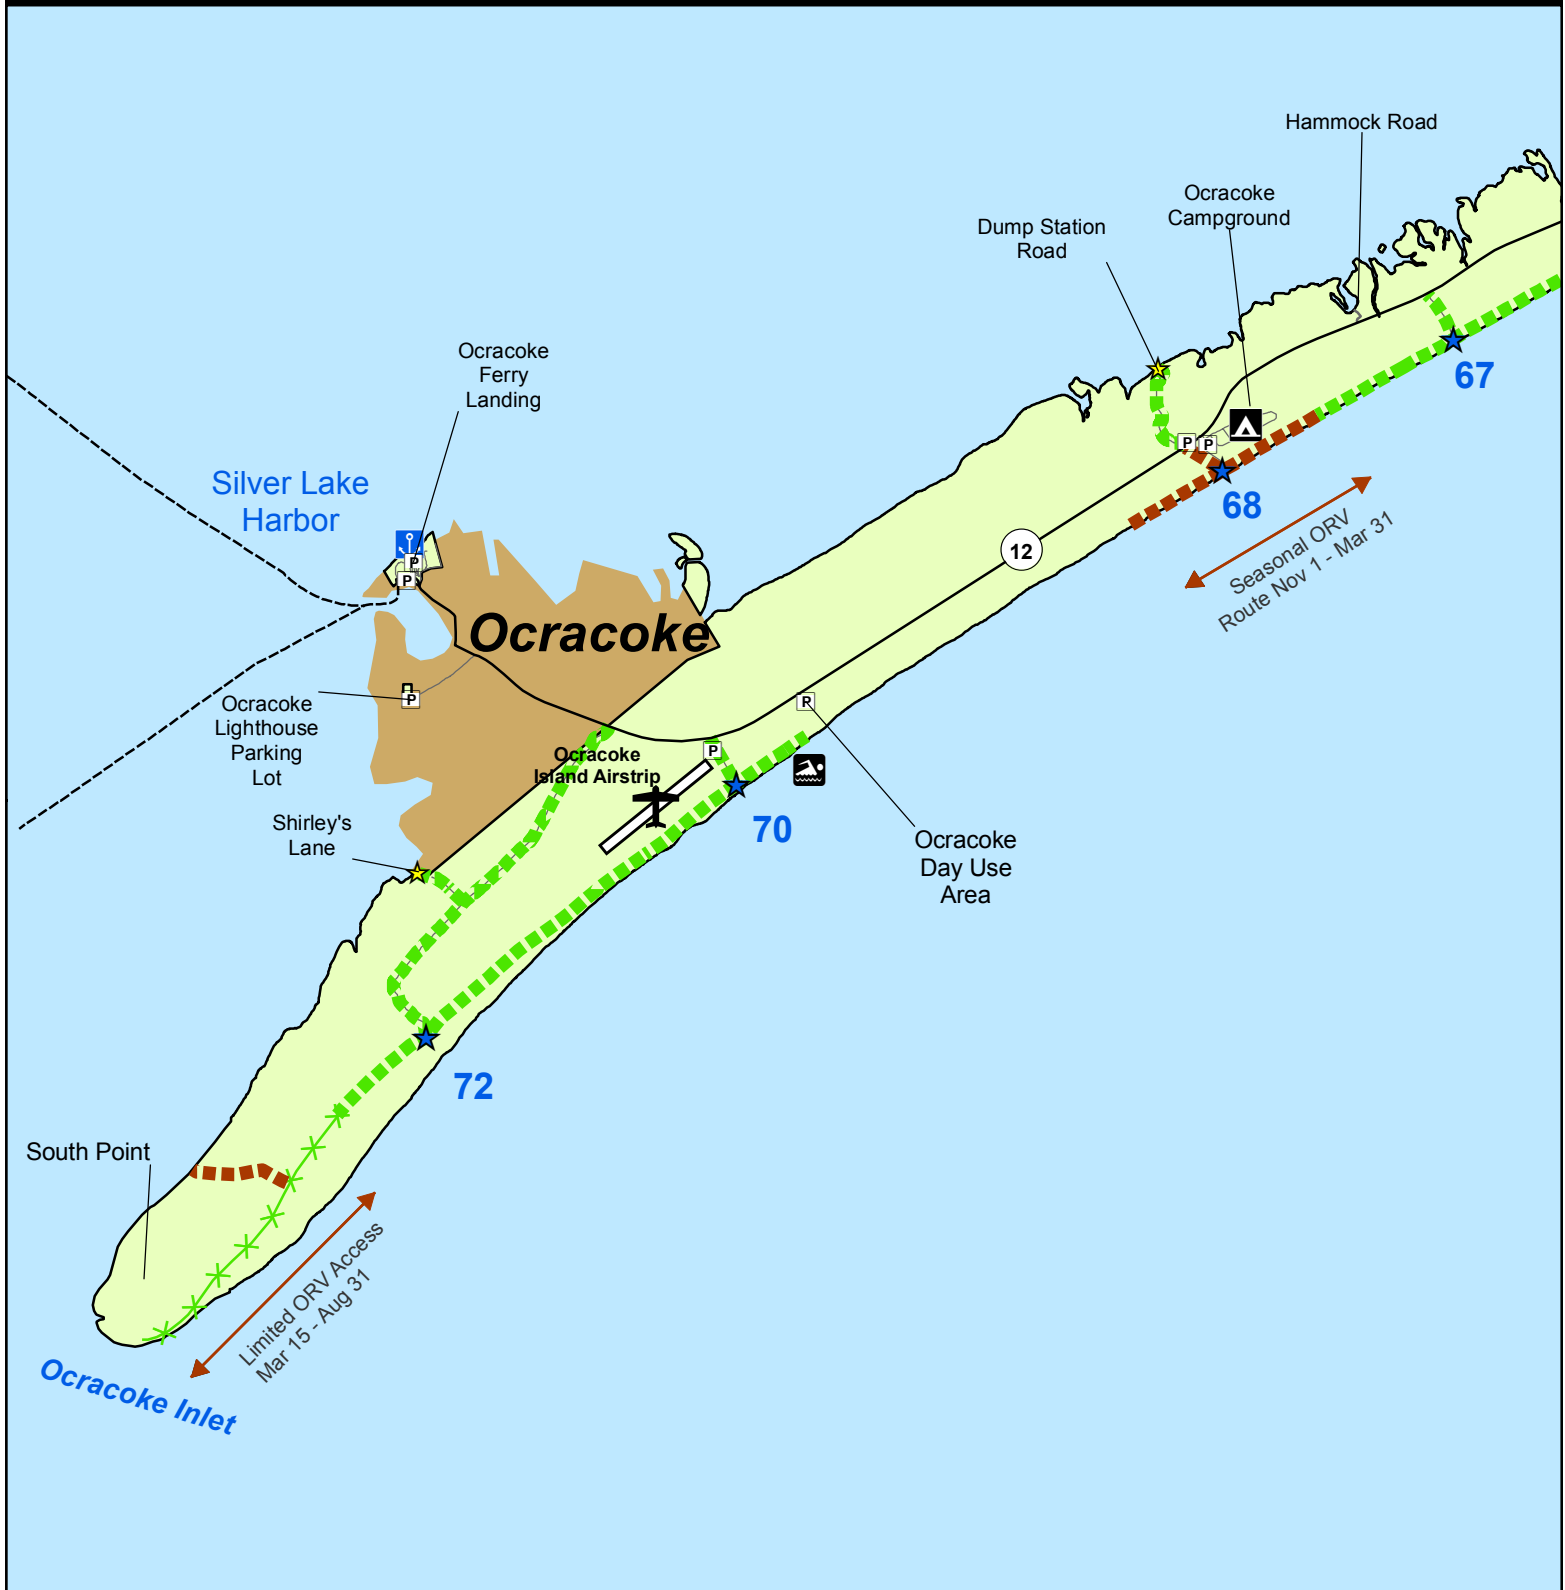 Hammock Road
Ocracoke
Campground
Dump Station
Road
Ocracoke
Ferry
Landing
67
Silver Lake
Harbor
P
P
68
Seasonal ORV
Route Nov 1 - Mar 31
12
P
P
Ocracoke
P
R
Ocracoke
Lighthouse
Parking
Lot
P
Ocracoke
Island Airstrip
70
Shirley's
Lane
Ocracoke
Day Use
Area
72
South Point
Limited ORV Access
Mar 15 - Aug 31
Ocracoke Inlet